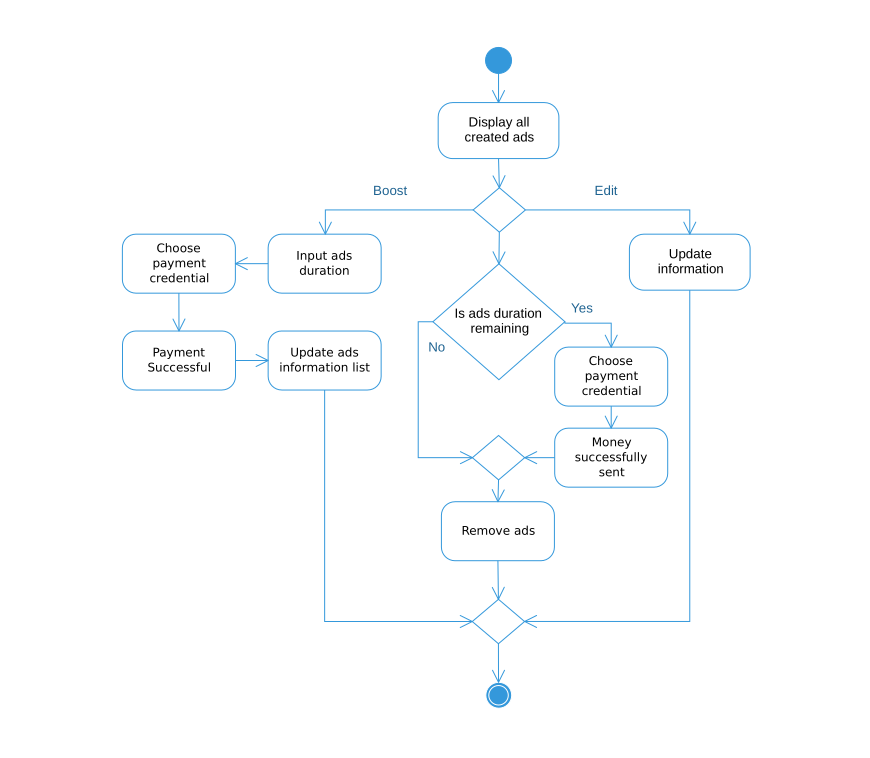 Display all
created ads
Boost
Edit
Choose
payment
credential
Input ads
duration
Update
information
Is ads duration
remaining
Yes
No
Payment
Successful
Update ads
information list
Choose
payment
credential
Money
successfully
sent
Remove ads